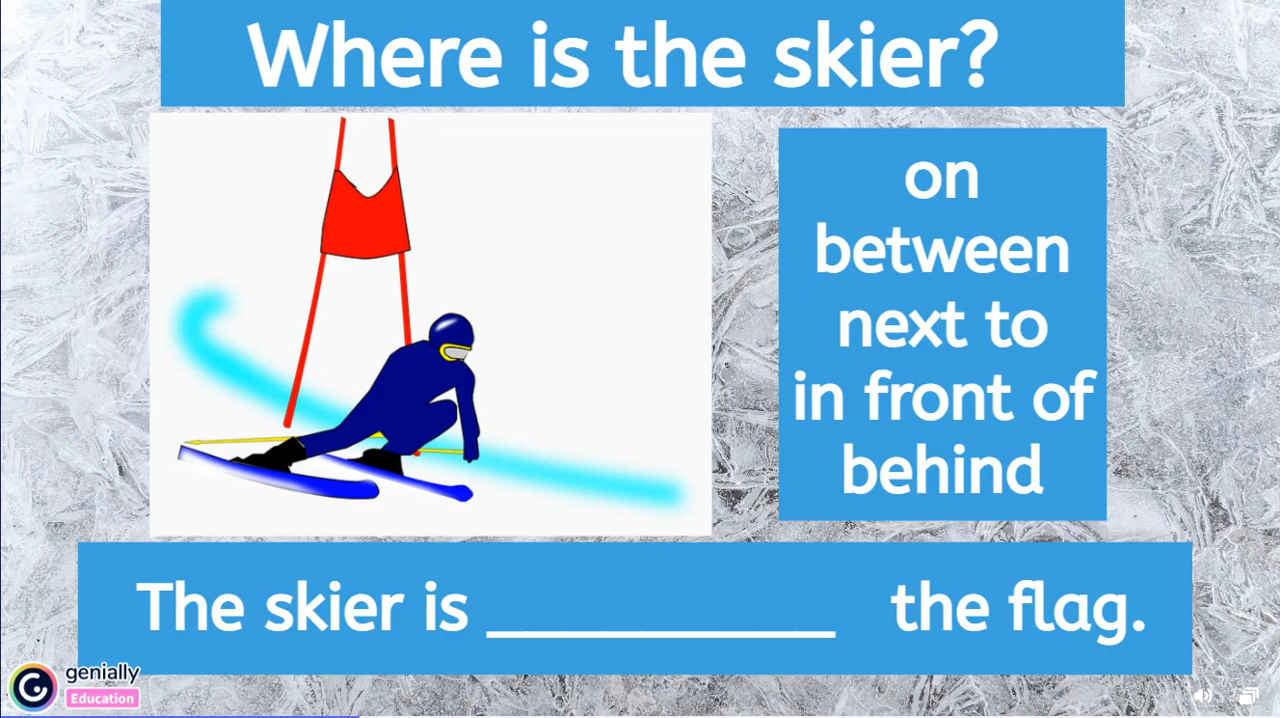 Where is the skier?
on
between
next to
in front of
behind
The skier is ____________ the flag.
genially
Education